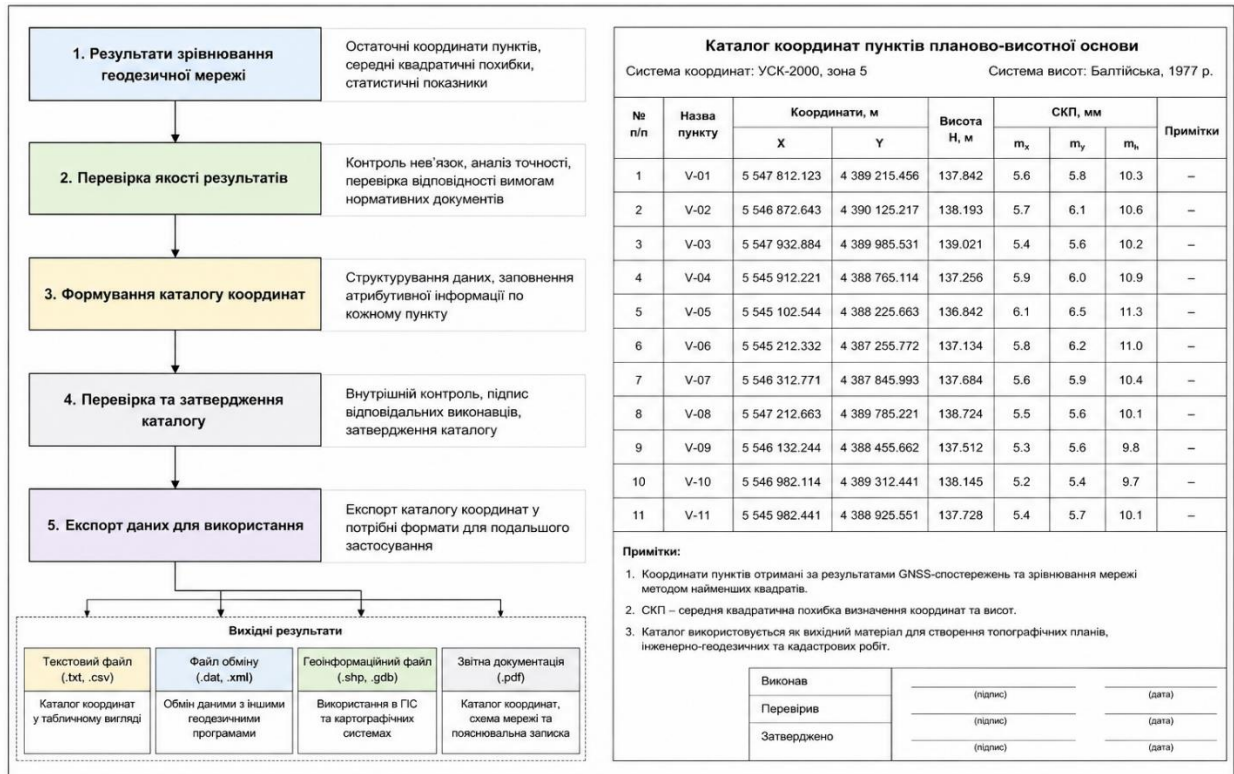 1. Результати зрівнювання
геодезичної мережі
Остаточні координати пунктів,
середні квадратичні похибки,
статистичні показники
2. Перевірка якості результатів
Контроль нев'язок, аналіз точності,
перевірка відповідності вимогам
нормативних документів
3. Формування каталогу координат
Структурування даних, заповнення
атрибутивної інформації по
кожному пункту
4. Перевірка та затвердження
каталогу
Внутрішній контроль, підпис
відповідальних виконавців,
затвердження каталогу
5. Експорт даних для використання
Експорт каталогу координат у
потрібні формати для подальшого
застосування
Вихідні результати
Текстовий файл
(.txt, .csv)
Каталог координат
у табличному вигляді
Файл обміну
(.dat, .xml)
Обмін даними з іншими
геодезичними
програмами
Геоінформаційний файл
(.shp, .gdb)
Використання в ГІС
та картографічних
системах
Звітна документація
(.pdf)
Каталог координат,
схема мережі та
пояснювальна записка
Каталог координат пунктів планово-висотної основи
Система координат: УСК-2000, зона 5 Система висот: Балтійська, 1977 р.
№ п/п Назва пункту Координати, м Висота Н, м СКП, мм Примітки
X Y mx my mh
1 V-01 5 547 812.123 4 389 215.456 137.842 5.6 5.8 10.3 –
2 V-02 5 546 872.643 4 390 125.217 138.193 5.7 6.1 10.6 –
3 V-03 5 547 932.884 4 389 985.531 139.021 5.4 5.6 10.2 –
4 V-04 5 545 912.221 4 388 765.114 137.256 5.9 6.0 10.9 –
5 V-05 5 545 102.544 4 388 225.663 136.842 6.1 6.5 11.3 –
6 V-06 5 545 212.332 4 387 255.772 137.134 5.8 6.2 11.0 –
7 V-07 5 546 312.771 4 387 845.993 137.684 5.6 5.9 10.4 –
8 V-08 5 547 212.663 4 389 785.221 138.724 5.5 5.6 10.1 –
9 V-09 5 546 132.244 4 388 455.662 137.512 5.3 5.6 9.8 –
10 V-10 5 546 982.114 4 389 312.441 138.145 5.2 5.4 9.7 –
11 V-11 5 545 982.441 4 388 925.551 137.728 5.4 5.7 10.1 –
Примітки:
1. Координати пунктів отримані за результатами GNSS-спостережень та зрівнювання мережі
методом найменших квадратів.
2. СКП – середня квадратична похибка визначення координат та висот.
3. Каталог використовується як вихідний матеріал для створення топографічних планів,
інженерно-геодезичних та кадастрових робіт.
Виконав
(підпис) (дата)
Перевірив
(підпис) (дата)
Затверджено
(підпис) (дата)